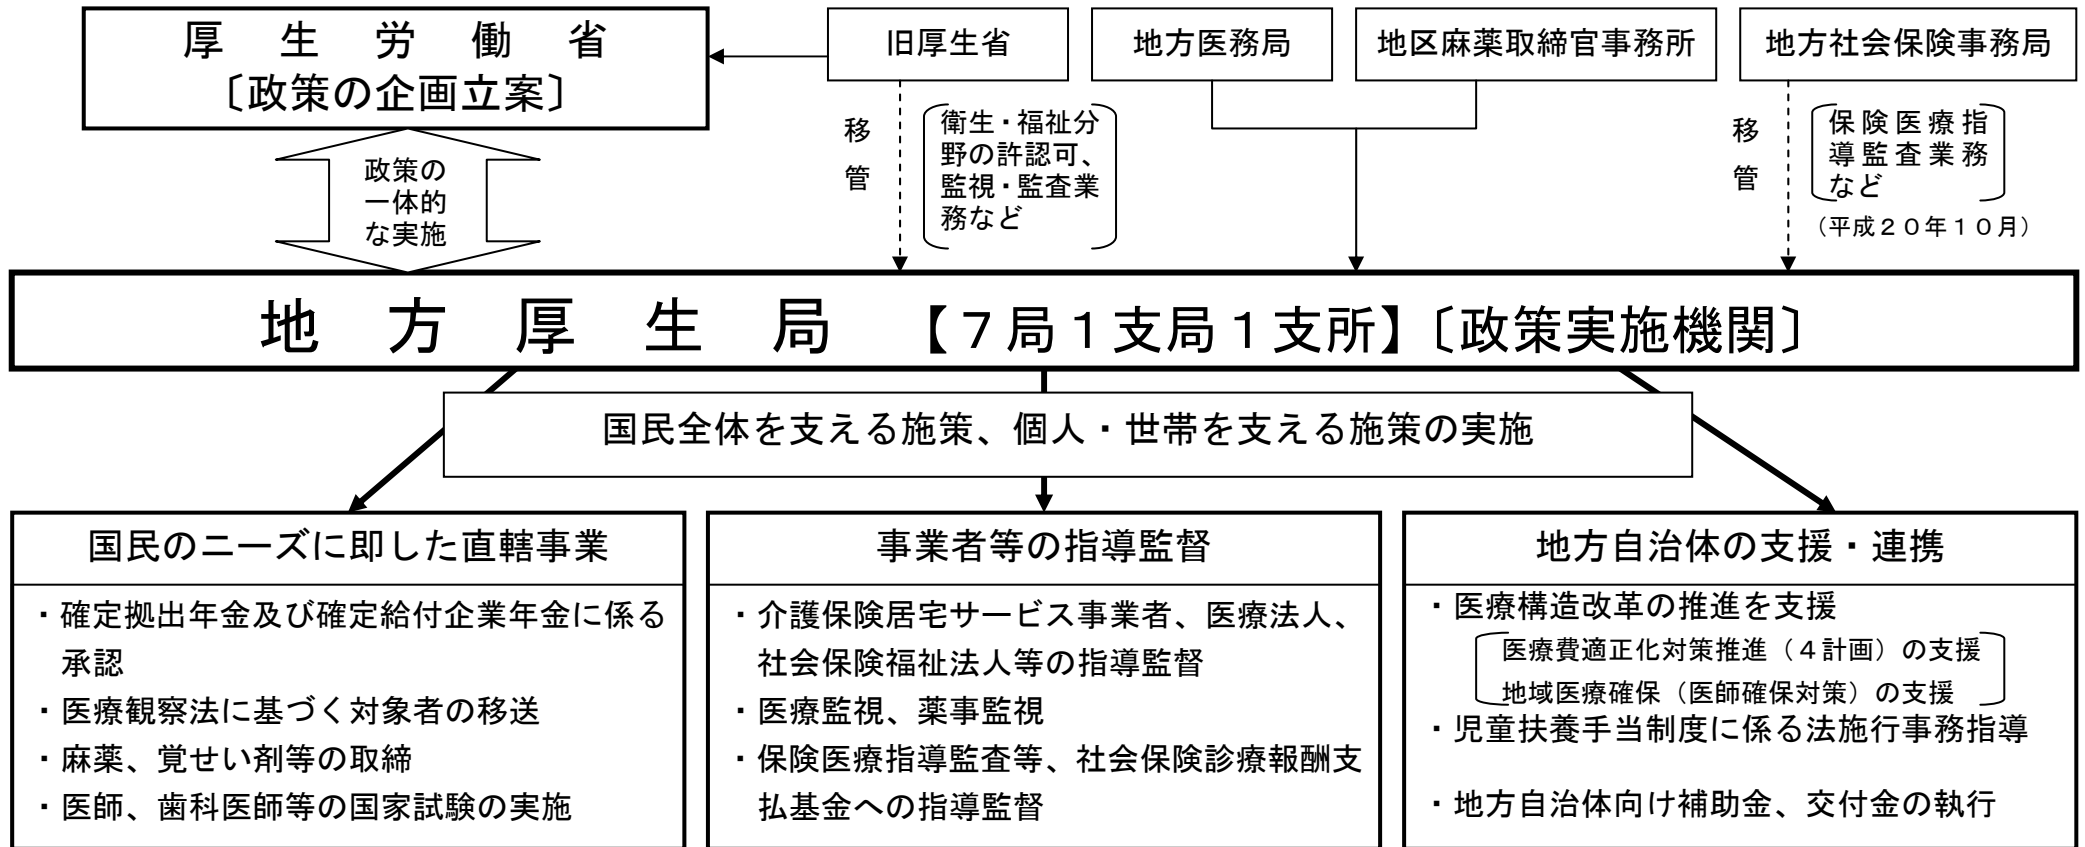 厚生労働省
〔政策の企画立案〕
旧厚生省
地方医務局
地区麻薬取締官事務所
地方社会保険事務局
政策の
一体的
な実施
移
管
衛生・福祉分
野の許認可、
監視・監査業
務など
移
管
保険医療指
導監査業務
など
（平成２０年１０月）
地方厚生局 【７局１支局１支所】〔政策実施機関〕
国民全体を支える施策、個人・世帯を支える施策の実施
国民のニーズに即した直轄事業
・確定拠出年金及び確定給付企業年金に係る
承認
・医療観察法に基づく対象者の移送
・麻薬、覚せい剤等の取締
・医師、歯科医師等の国家試験の実施
事業者等の指導監督
・介護保険居宅サービス事業者、医療法人、
社会保険福祉法人等の指導監督
・医療監視、薬事監視
・保険医療指導監査等、社会保険診療報酬支
払基金への指導監督
地方自治体の支援・連携
・医療構造改革の推進を支援
医療費適正化対策推進（４計画）の支援
地域医療確保（医師確保対策）の支援
・児童扶養手当制度に係る法施行事務指導
・地方自治体向け補助金、交付金の執行